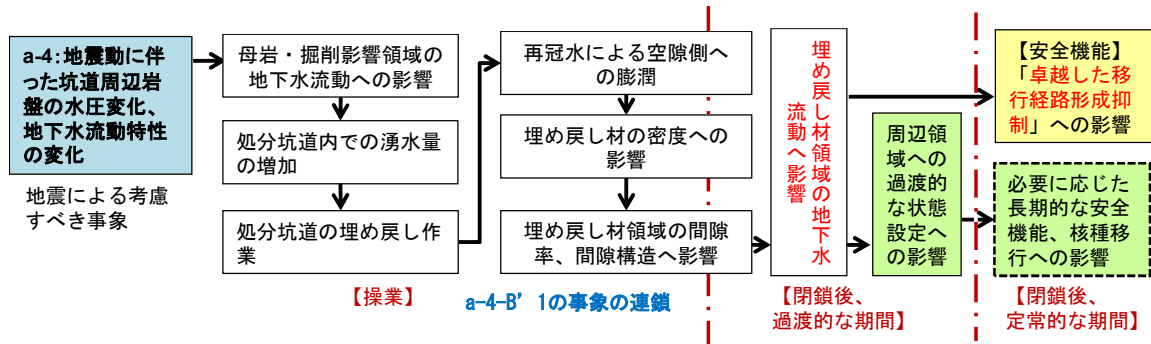 a-4:地震動に伴
った坑道周辺岩
盤の水圧変化、
地下水流動特性
の変化
地震による考慮
すべき事象
母岩・掘削影響領域の
地下水流動への影響
処分坑道内での湧水量
の増加
処分坑道の埋め戻し作
業
【操業】
再冠水による空隙側へ
の膨潤
埋め戻し材の密度への
影響
埋め戻し材領域の間隙
率、間隙構造へ影響
a-4-B’1の事象の連鎖
埋め戻し材領域の地下水
流動へ影響
周辺領
域への
過渡的
な状態
設定へ
の影響
【閉鎖後、
過渡的な期間】
【安全機能】
「卓越した移
行経路形成抑
制」への影響
必要に応じた
長期的な安全
機能、核種移
行への影響
【閉鎖後、
定常的な期間】